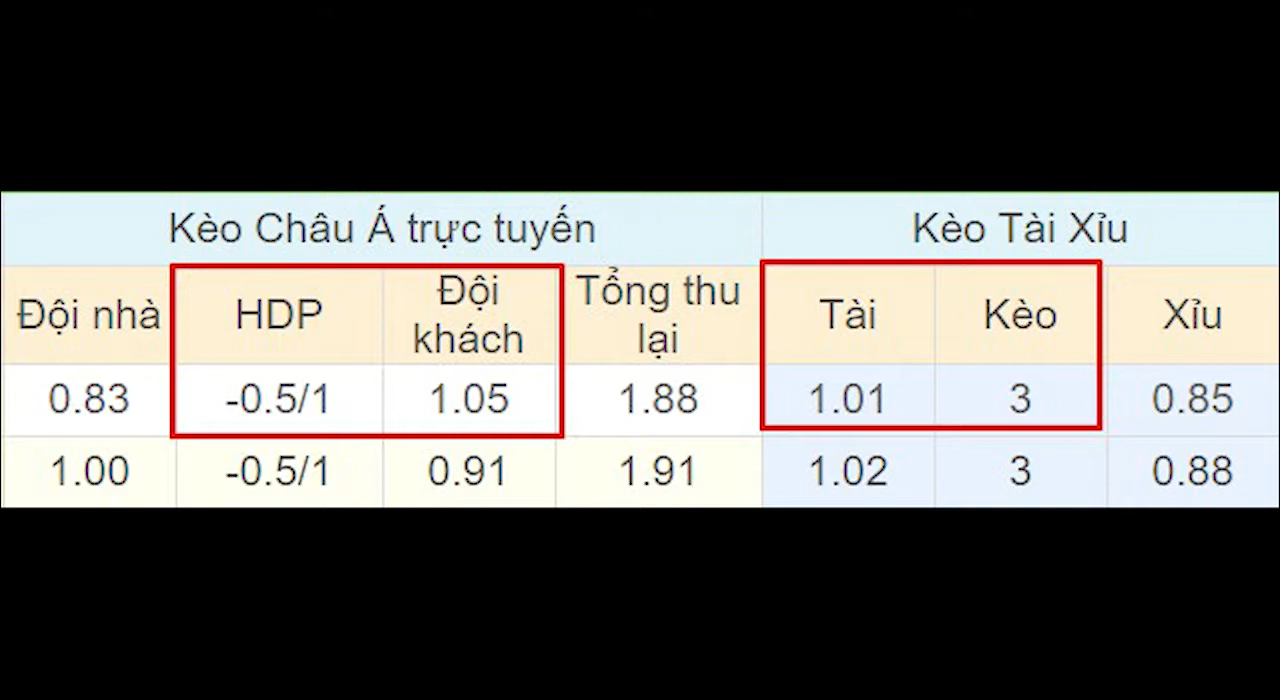 Kèo Châu Á trực tuyến Kèo Tài Xỉu
Đội nhà HDP Đội khách Tổng thu lại Tài Kèo Xỉu
0.83 -0.5/1 1.05 1.88 1.01 3 0.85
1.00 -0.5/1 0.91 1.91 1.02 3 0.88